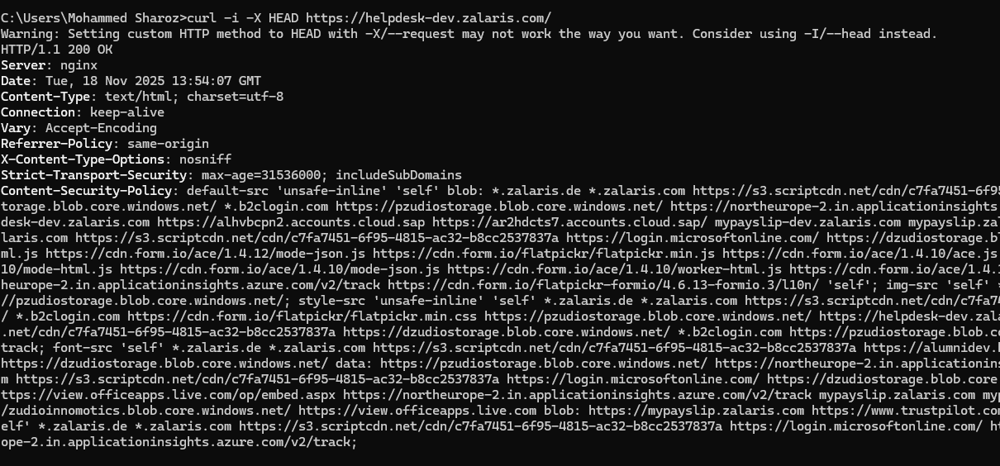 C:\Users\Mohammed Sharoz>curl -i -X HEAD https://helpdesk-dev.zalaris.com/
Warning: Setting custom HTTP method to HEAD with -X/--request may not work the way you want. Consider using -I/--head instead.
HTTP/1.1 200 OK
Server: nginx
Date: Tue, 18 Nov 2025 13:54:07 GMT
Content-Type: text/html; charset=utf-8
Connection: keep-alive
Vary: Accept-Encoding
Referrer-Policy: same-origin
X-Content-Type-Options: nosniff
Strict-Transport-Security: max-age=31536000; includeSubDomains
Content-Security-Policy: default-src 'unsafe-inline' 'self' blob: *.zalaris.de *.zalaris.com https://s3.scriptcdn.net/cdn/c7fa7451-6f95
torage.blob.core.windows.net/ *.b2clogin.com https://pzudiostorage.blob.core.windows.net/ https://northeurope-2.in.applicationinsights
desk-dev.zalaris.com https://alhvbcpn2.accounts.cloud.sap https://ar2hdcts7.accounts.cloud.sap/ mypayslip-dev.zalaris.com mypayslip.zal
laris.com https://s3.scriptcdn.net/cdn/c7fa7451-6f95-4815-ac32-b8cc2537837a https://login.microsoftonline.com/ https://dzudiostorage.bl
ml.js https://cdn.form.io/ace/1.4.12/mode-json.js https://cdn.form.io/flatpickr/flatpickr.min.js https://cdn.form.io/ace/1.4.10/ace.js
10/mode-html.js https://cdn.form.io/ace/1.4.10/mode-json.js https://cdn.form.io/ace/1.4.10/worker-html.js https://cdn.form.io/ace/1.4.1
heurope-2.in.applicationinsights.azure.com/v2/track https://cdn.form.io/flatpickr-formio/4.6.13-formio.3/l10n/ 'self'; img-src 'self' *
//pzudiostorage.blob.core.windows.net/; style-src 'unsafe-inline' 'self' *.zalaris.de *.zalaris.com https://s3.scriptcdn.net/cdn/c7fa7
/ *.b2clogin.com https://cdn.form.io/flatpickr/flatpickr.min.css https://pzudiostorage.blob.core.windows.net/ https://helpdesk-dev.zala
.net/cdn/c7fa7451-6f95-4815-ac32-b8cc2537837a https://dzudiostorage.blob.core.windows.net/ *.b2clogin.com https://pzudiostorage.blob.co
track; font-src 'self' *.zalaris.de *.zalaris.com https://s3.scriptcdn.net/cdn/c7fa7451-6f95-4815-ac32-b8cc2537837a https://alumnidev.h
https://dzudiostorage.blob.core.windows.net/ data: https://pzudiostorage.blob.core.windows.net/ https://northeurope-2.in.applicationins
m https://s3.scriptcdn.net/cdn/c7fa7451-6f95-4815-ac32-b8cc2537837a https://login.microsoftonline.com/ https://dzudiostorage.blob.core
ttps://view.officeapps.live.com/op/embed.aspx https://northeurope-2.in.applicationinsights.azure.com/v2/track mypayslip.zalaris.com myp
/zudioinnomotics.blob.core.windows.net/ https://view.officeapps.live.com blob: https://mypayslip.zalaris.com https://www.trustpilot.com
elf' *.zalaris.de *.zalaris.com https://s3.scriptcdn.net/cdn/c7fa7451-6f95-4815-ac32-b8cc2537837a https://login.microsoftonline.com/ ht
ope-2.in.applicationinsights.azure.com/v2/track;